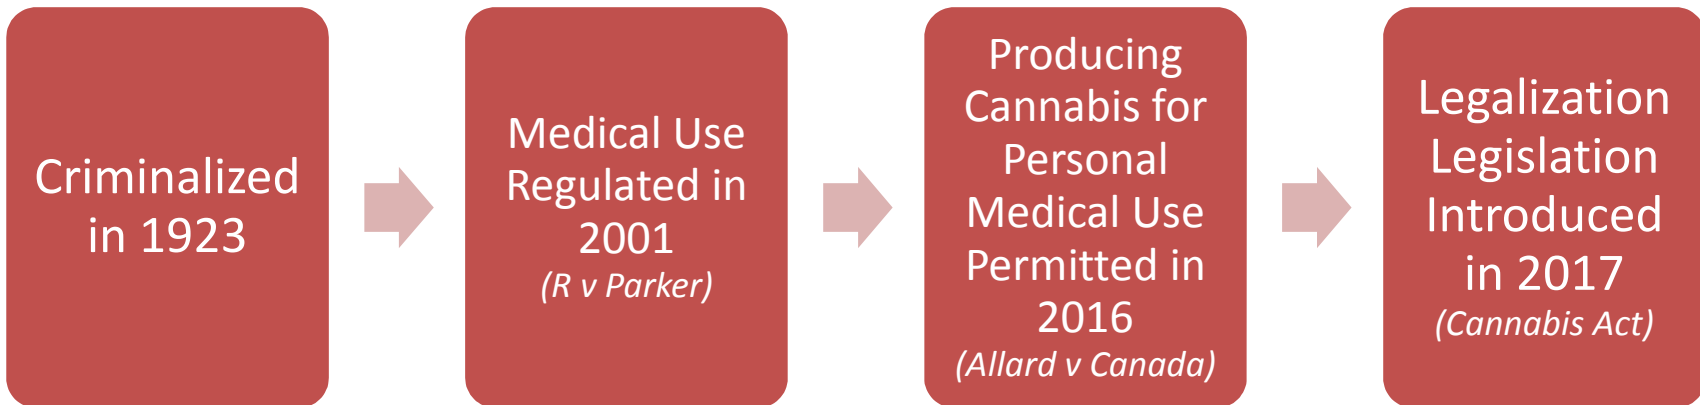 Criminalized
in 1923
Medical Use
Regulated in
2001
(R v Parker)
Producing
Cannabis for
Personal
Medical Use
Permitted in
2016
(Allard v Canada)
Legalization
Legislation
Introduced
in 2017
(Cannabis Act)